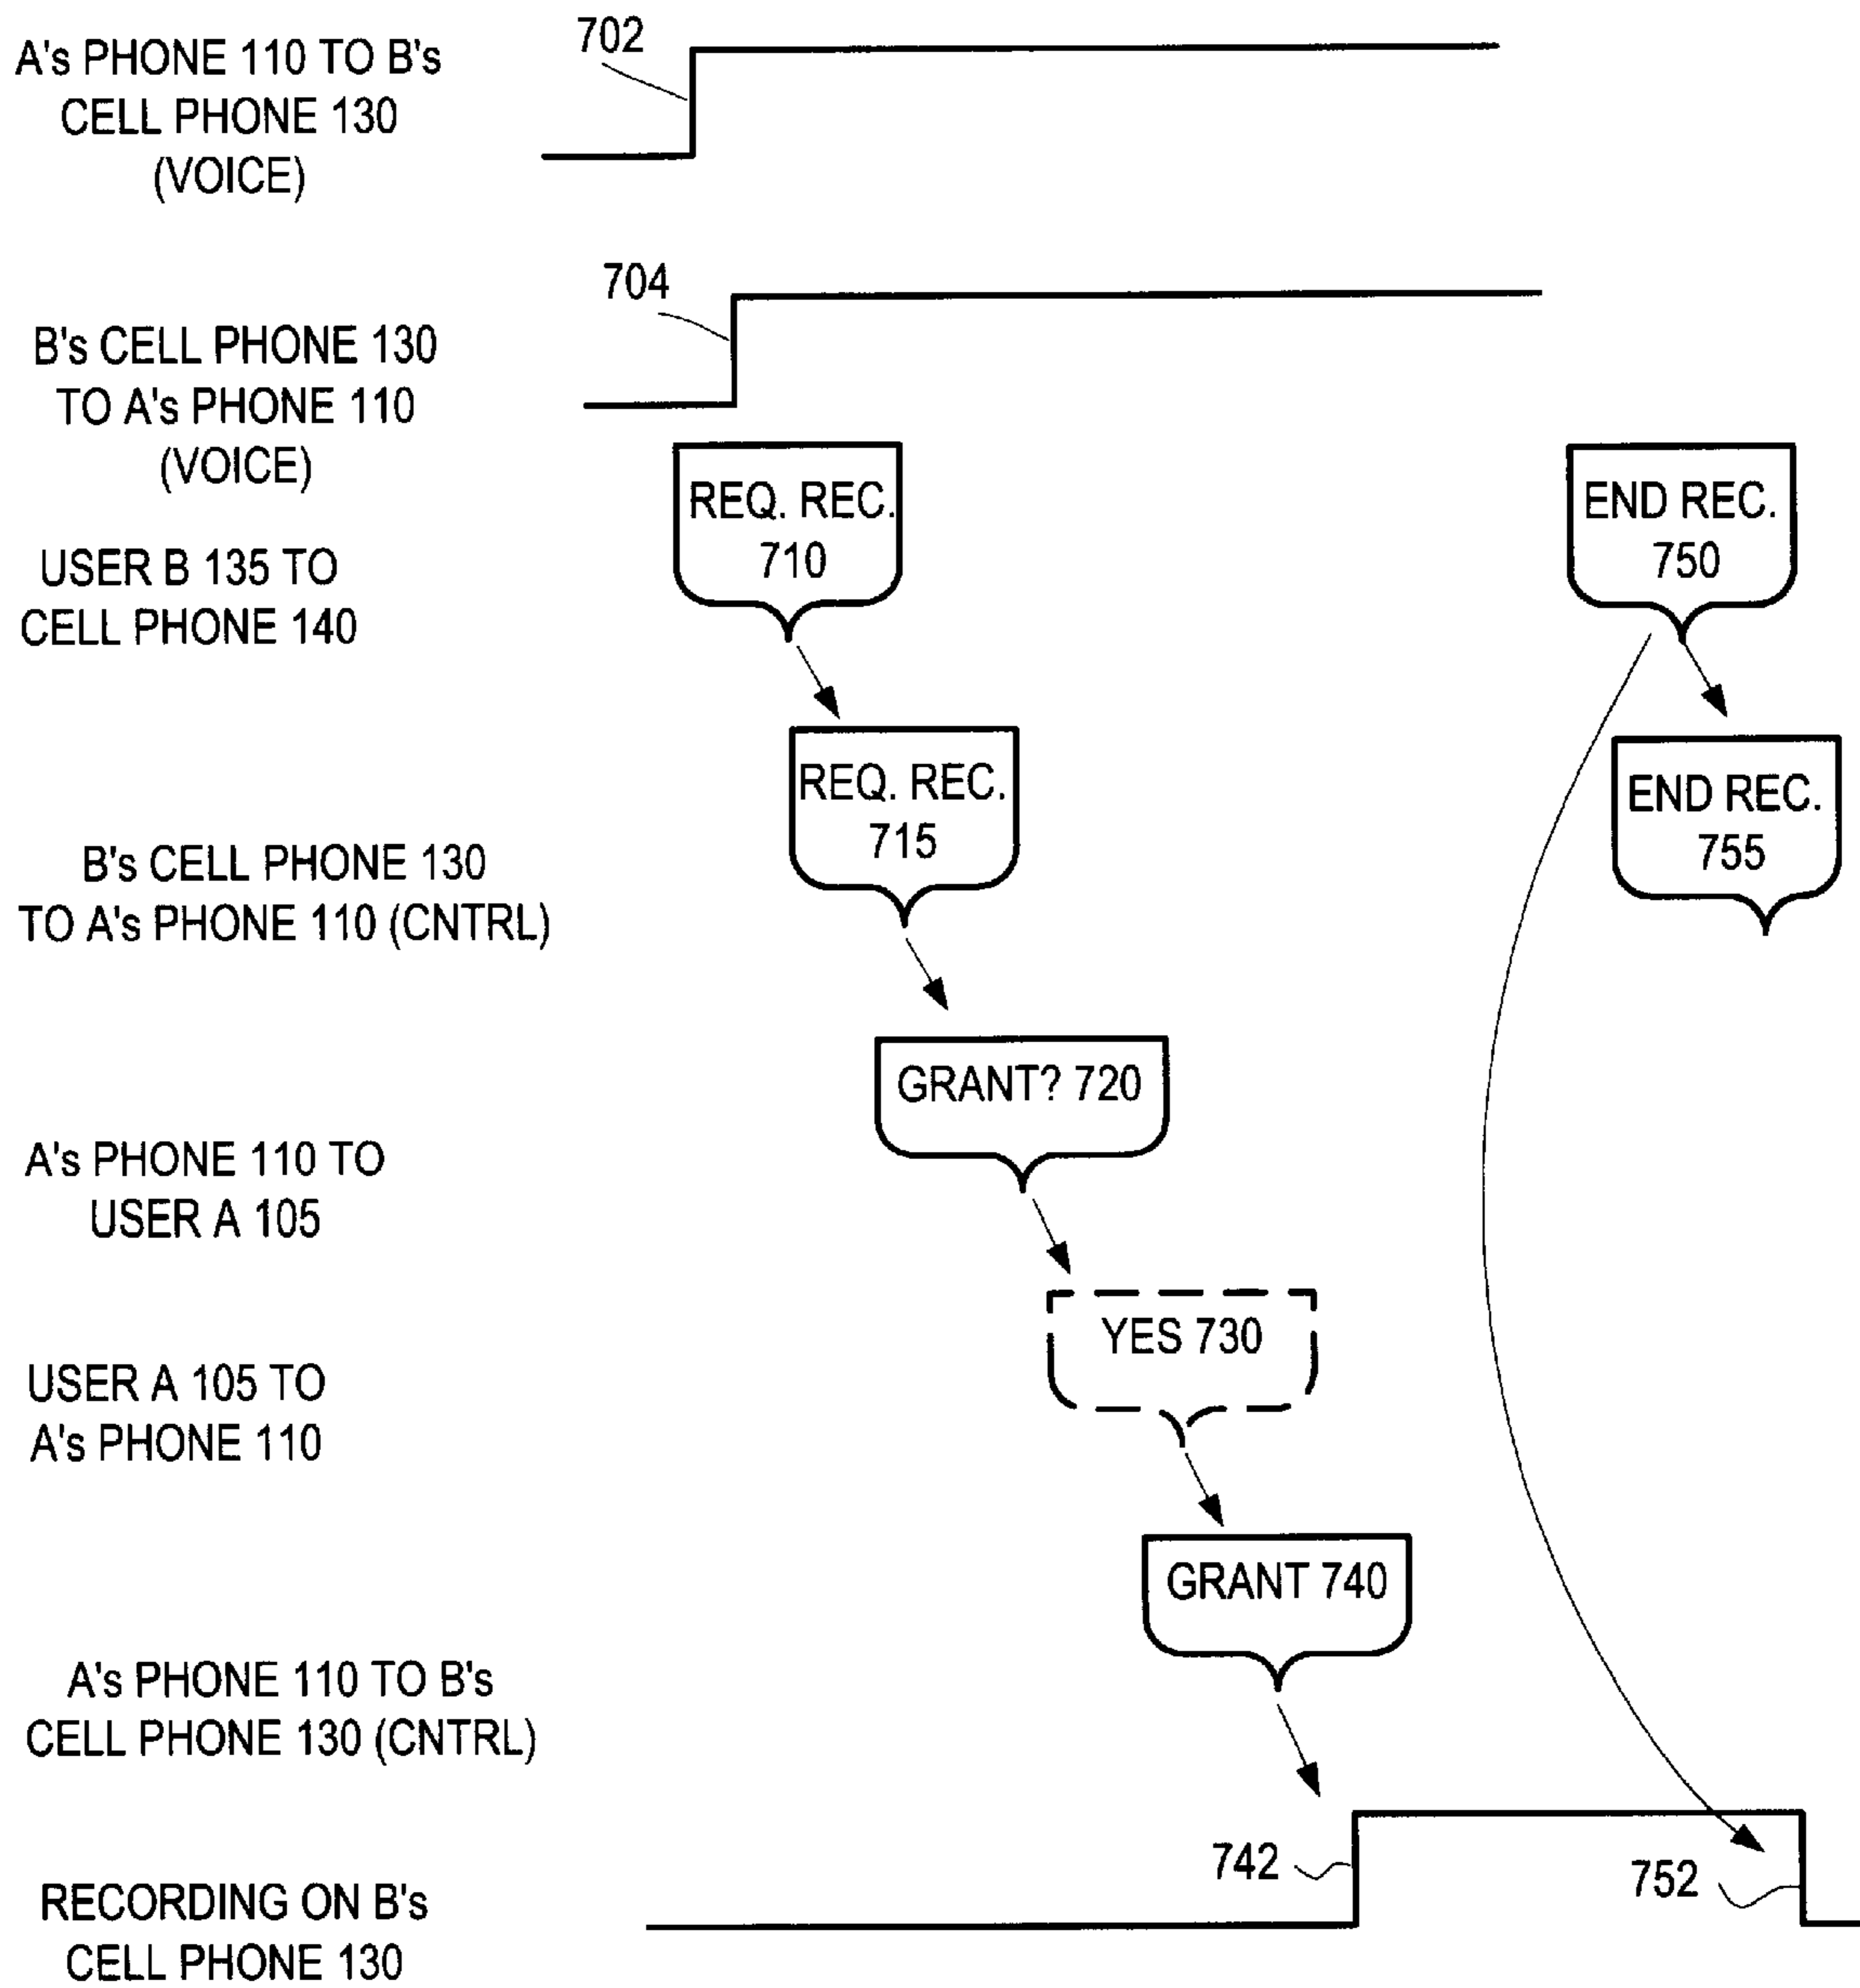 A's PHONE 110 TO B's
CELL PHONE 130
(VOICE)
702
B's CELL PHONE 130
TO A's PHONE 110
(VOICE)
704
USER B 135 TO
CELL PHONE 140
REQ. REC.
710
END REC.
750
B's CELL PHONE 130
TO A's PHONE 110 (CNTRL)
REQ. REC.
715
END REC.
755
A's PHONE 110 TO
USER A 105
GRANT? 720
USER A 105 TO
A's PHONE 110
YES 730
A's PHONE 110 TO B's
CELL PHONE 130 (CNTRL)
GRANT 740
RECORDING ON B's
CELL PHONE 130
742
752